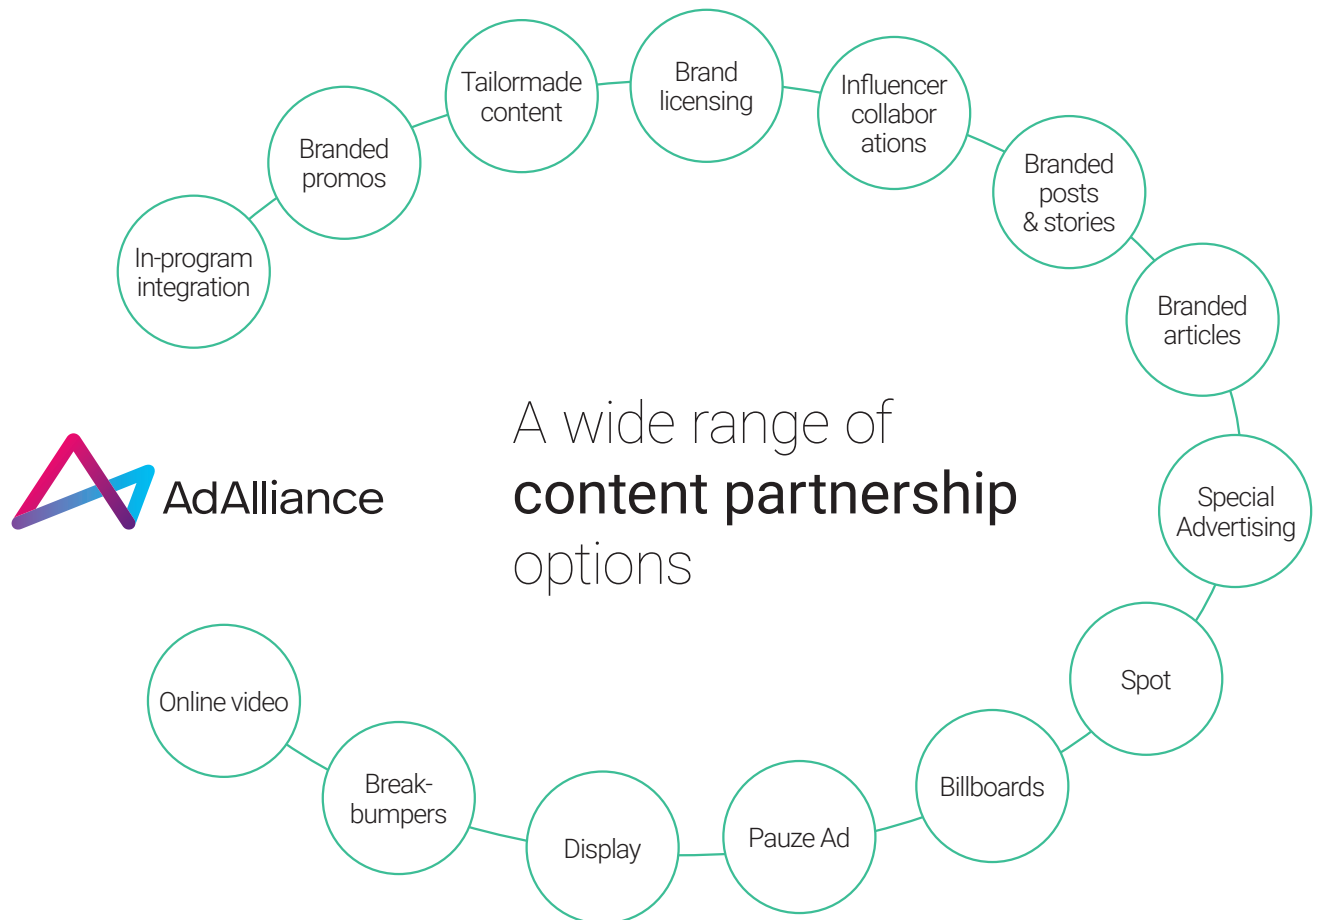 In-program
integration
Branded
promos
Tailormade
content
Brand
licensing
Influencer
collabor
ations
Branded
posts
& stories
Branded
articles
Special
Advertising
Spot
Billboards
Pauze Ad
Display
Break-
bumpers
Online video
AdAlliance
A wide range of
content partnership
options